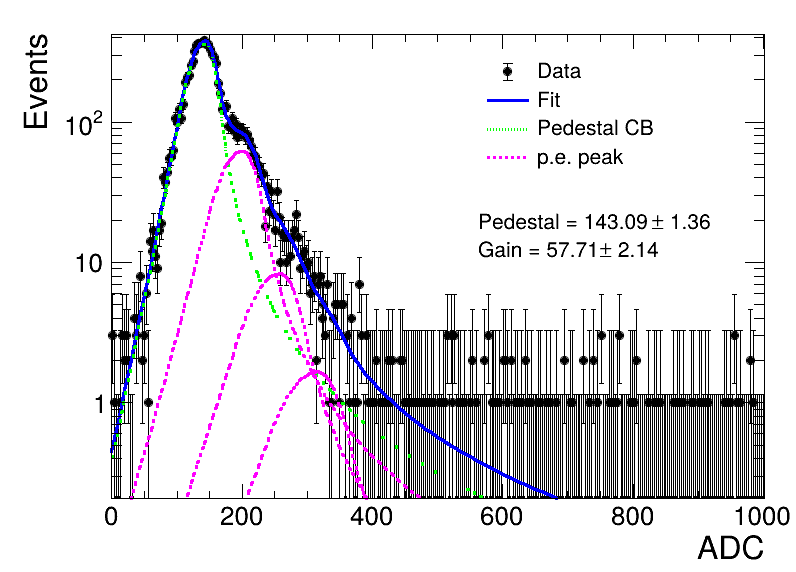 Events
Data
Fit
Pedestal CB
p.e. peak
Pedestal = 143.09 ± 1.36
Gain = 57.71 ± 2.14
10²
10
1
0 200 400 600 800 1000
ADC